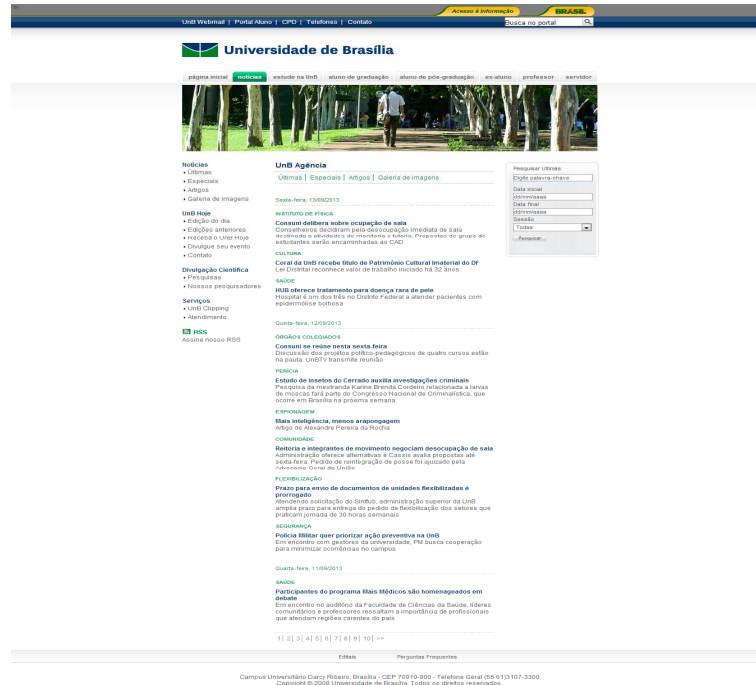 Acesso à informação
BRASIL
UnB Webmail | Portal Aluno | CPD | Telefones | Contato
Busca no portal
Universidade de Brasília
página inicial notícias estude na UnB aluno de graduação aluno de pós-graduação ex-aluno professor servidor
Notícias
Últimas
Especiais
Artigos
Galeria de imagens
UnB Hoje
Edição do dia
Edições anteriores
Receba o UnB Hoje
Divulgue seu evento
Contato
Divulgação Científica
Pesquisas
Nossos pesquisadores
Serviços
UnB Clipping
Atendimento
RSS
Assine nosso RSS
UnB Agência
Últimas | Especiais | Artigos | Galeria de imagens
Sexta-feira, 13/09/2013
INSTITUTO DE FÍSICA
Consuni delibera sobre ocupação de sala
Conselheiros decidiram pela desocupação imediata de sala
destinada a atividades de monitoria e tutoria. Propostas de grupo de
estudantes serão encaminhadas ao CAD
CULTURA
Coral da UnB recebe título de Patrimônio Cultural Imaterial do DF
Lei Distrital reconhece valor de trabalho iniciado há 32 anos
SAÚDE
HUB oferece tratamento para doença rara de pele
Hospital é um dos três no Distrito Federal a atender pacientes com
epidermólise bolhosa
Quinta-feira, 12/09/2013
ÓRGÃOS COLEGIADOS
Consuni se reúne nesta sexta-feira
Discussão dos projetos político-pedagógicos de quatro cursos estão
na pauta. UnBTV transmite reunião
PERÍCIA
Estudo de insetos do Cerrado auxilia investigações criminais
Pesquisa da mestranda Karine Brenda Cordeiro relacionada a larvas
de moscas fará parte do Congresso Nacional de Criminalística, que
ocorre em Brasília na próxima semana
ESPIONAGEM
Mais inteligência, menos arapongagem
Artigo de Alexandre Pereira da Rocha
COMUNIDADE
Reitoria e integrantes de movimento negociam desocupação de sala
Administração oferece alternativas e Cassis avalia propostas até
sexta-feira. Pedido de reintegração de posse foi ajuizado pela
Advocacia-Geral da União
FLEXIBILIZAÇÃO
Prazo para envio de documentos de unidades flexibilizadas é
prorrogado
Atendendo solicitação do Sintfub, administração superior da UnB
amplia prazo para entrega do pedido de flexibilização dos setores que
praticam jornada de 30 horas semanais
SEGURANÇA
Polícia Militar quer priorizar ação preventiva na UnB
Em encontro com gestores da universidade, PM busca cooperação
para minimizar ocorrências no campus
Quarta-feira, 11/09/2013
SAÚDE
Participantes do programa Mais Médicos são homenageados em
debate
Em encontro no auditório da Faculdade de Ciências da Saúde, líderes
comunitários e professores ressaltam a importância de profissionais
que atendam regiões carentes do país
1| 2| 3| 4| 5| 6| 7| 8| 9| 10| >>
Pesquisar Últimas:
Digite palavra-chave
Data inicial
dd/mm/aaaa
Data final
dd/mm/aaaa
Sessão
Todas
Pesquisar
Editais Perguntas Frequentes
Campus Universitário Darcy Ribeiro, Brasília - CEP 70910-900 - Telefone Geral (55 61)3107-3300
Copyright © 2008 Universidade de Brasília. Todos os direitos reservados.